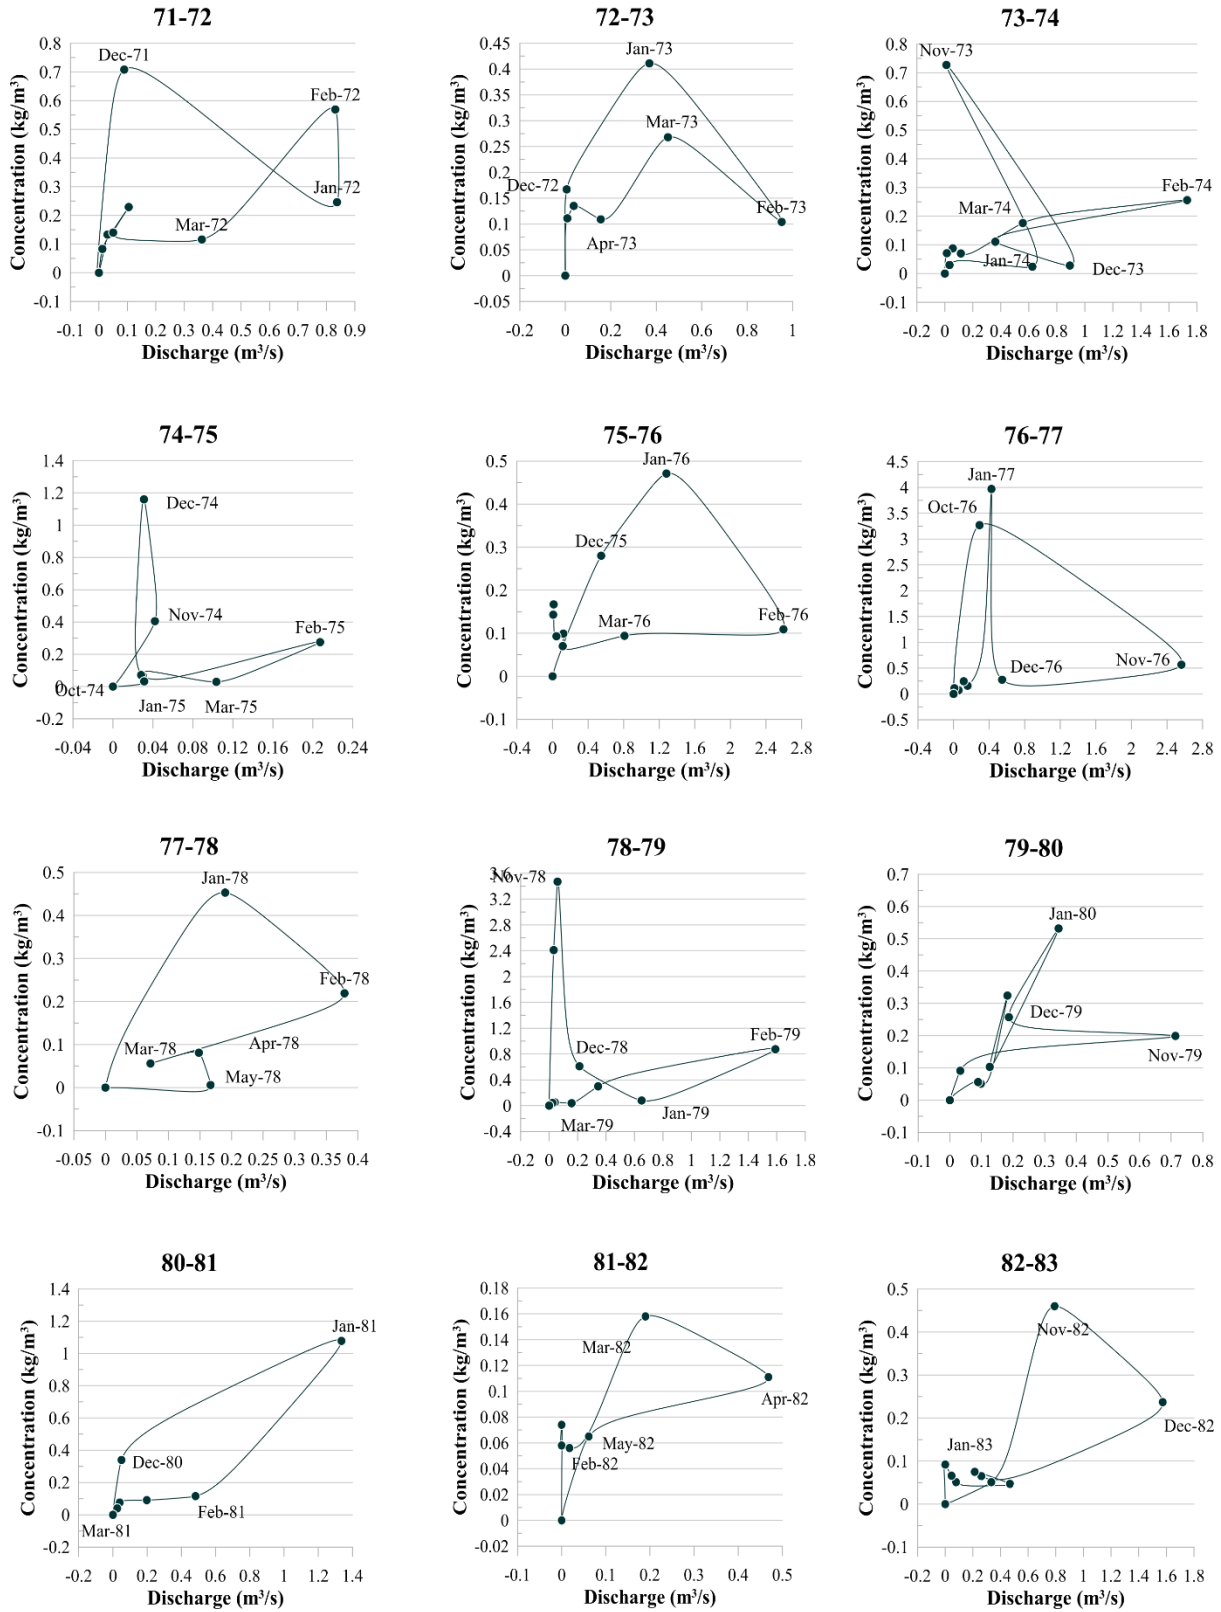 71-72
72-73
73-74
Concentration (kg/m³)
0.8
0.7
0.6
0.5
0.4
0.3
0.2
0.1
0
-0.1
Dec-71
Feb-72
Jan-72
Mar-72
-0.1 0 0.1 0.2 0.3 0.4 0.5 0.6 0.7 0.8 0.9
Discharge (m³/s)
Concentration (kg/m³)
0.45
0.4
0.35
0.3
0.25
0.2
0.15
0.1
0.05
0
-0.05
Jan-73
Mar-73
Dec-72
Feb-73
Apr-73
-0.2 0 0.2 0.4 0.6 0.8 1
Discharge (m³/s)
Concentration (kg/m³)
0.8
0.7
0.6
0.5
0.4
0.3
0.2
0.1
0
-0.1
Nov-73
Feb-74
Mar-74
Jan-74
Dec-73
-0.2 0 0.2 0.4 0.6 0.8 1 1.2 1.4 1.6 1.8
Discharge (m³/s)
74-75
75-76
76-77
Concentration (kg/m³)
1.4
1.2
1
0.8
0.6
0.4
0.2
0
-0.2
Dec-74
Nov-74
Feb-75
Oct-74
Jan-75
Mar-75
-0.04 0 0.04 0.08 0.12 0.16 0.2 0.24
Discharge (m³/s)
Concentration (kg/m³)
0.5
0.4
0.3
0.2
0.1
0
-0.1
Jan-76
Dec-75
Mar-76
Feb-76
-0.4 0 0.4 0.8 1.2 1.6 2 2.4 2.8
Discharge (m³/s)
Concentration (kg/m³)
4.5
4
3.5
3
2.5
2
1.5
1
0.5
0
-0.5
Jan-77
Oct-76
Dec-76
Nov-76
-0.4 0 0.4 0.8 1.2 1.6 2 2.4 2.8
Discharge (m³/s)
77-78
78-79
79-80
Concentration (kg/m³)
0.5
0.4
0.3
0.2
0.1
0
-0.1
Jan-78
Feb-78
Mar-78
Apr-78
May-78
-0.05 0 0.05 0.1 0.15 0.2 0.25 0.3 0.35 0.4
Discharge (m³/s)
Concentration (kg/m³)
3.6
3.2
2.8
2.4
2
1.6
1.2
0.8
0.4
0
-0.4
Nov-78
Dec-78
Feb-79
Jan-79
Mar-79
-0.2 0 0.2 0.4 0.6 0.8 1 1.2 1.4 1.6 1.8
Discharge (m³/s)
Concentration (kg/m³)
0.7
0.6
0.5
0.4
0.3
0.2
0.1
0
-0.1
Jan-80
Dec-79
Nov-79
-0.1 0 0.1 0.2 0.3 0.4 0.5 0.6 0.7 0.8
Discharge (m³/s)
80-81
81-82
82-83
Concentration (kg/m³)
1.4
1.2
1
0.8
0.6
0.4
0.2
0
-0.2
Jan-81
Dec-80
Feb-81
Mar-81
-0.2 0 0.2 0.4 0.6 0.8 1 1.2 1.4
Discharge (m³/s)
Concentration (kg/m³)
0.18
0.16
0.14
0.12
0.10
0.08
0.06
0.04
0.02
0
-0.02
Mar-82
Apr-82
May-82
Feb-82
-0.1 0 0.1 0.2 0.3 0.4 0.5
Discharge (m³/s)
Concentration (kg/m³)
0.5
0.4
0.3
0.2
0.1
0
-0.1
Nov-82
Dec-82
Jan-83
-0.2 0 0.2 0.4 0.6 0.8 1 1.2 1.4 1.6 1.8
Discharge (m³/s)